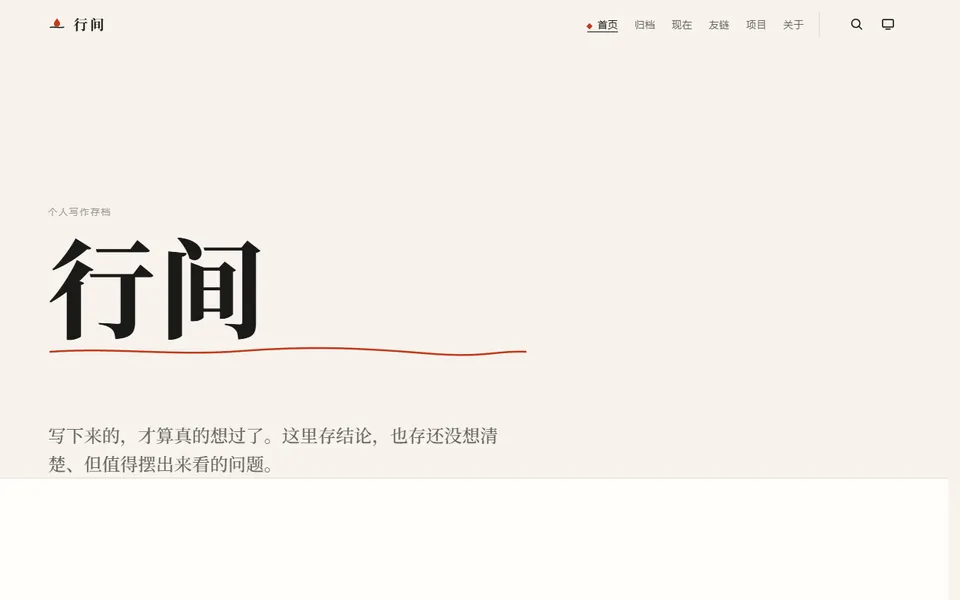 行间
首页 归档 现在 友链 项目 关于
个人写作存档
行间
写下来的，才算真的想过了。这里存结论，也存还没想清
楚、但值得摆出来看的问题。